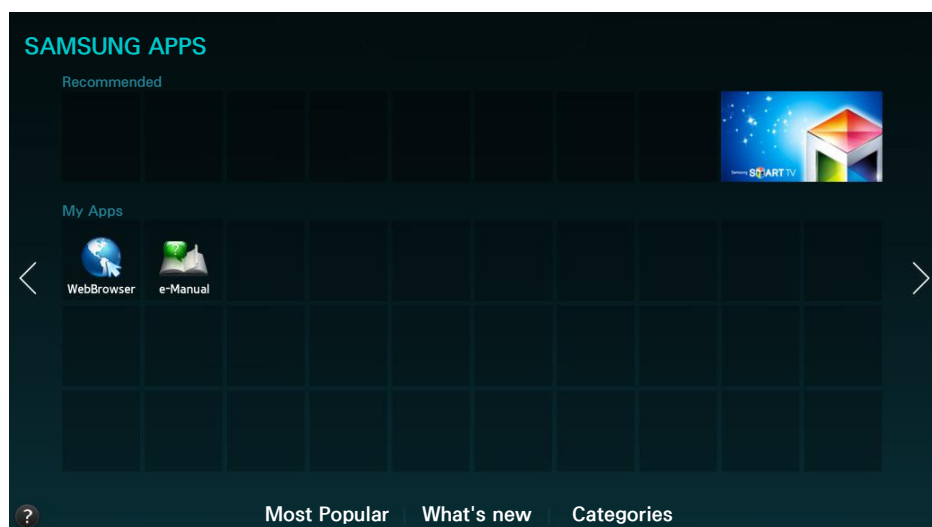 SAMSUNG APPS
Recommended
Samsung SMART TV
My Apps
WebBrowser e-Manual
?
Most Popular What's new Categories